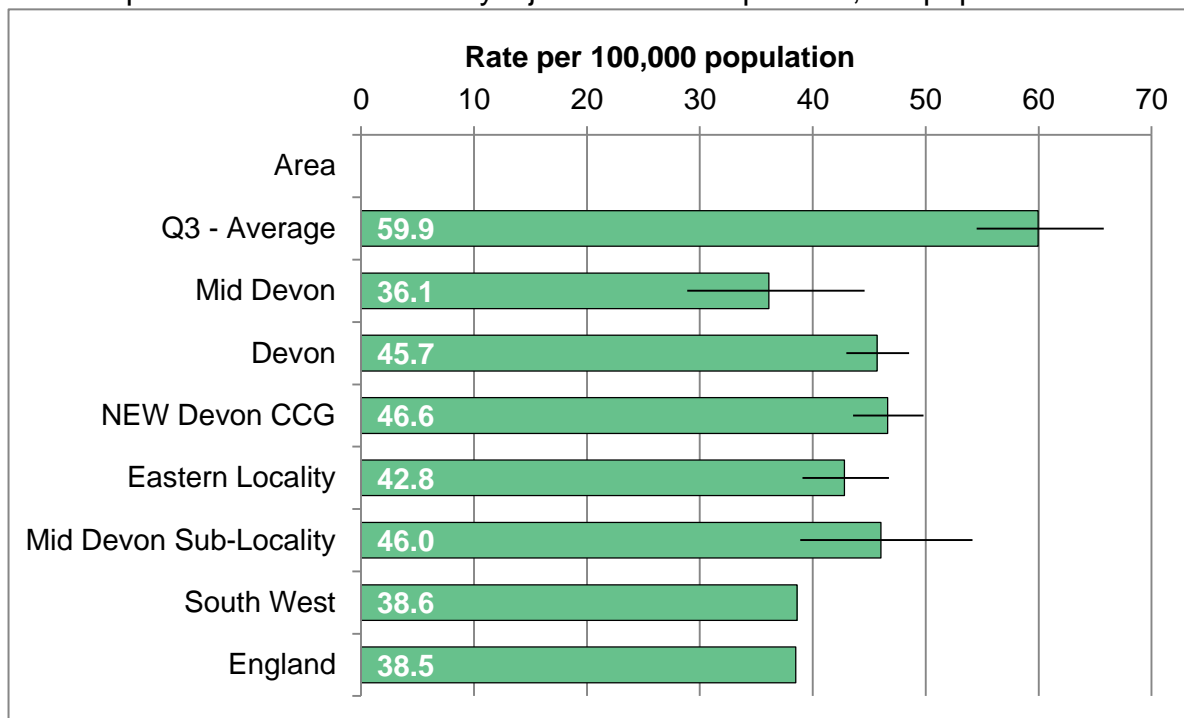 Rate per 100,000 population
0 10 20 30 40 50 60 70
Area
Q3 - Average 59.9
Mid Devon 36.1
Devon 45.7
NEW Devon CCG 46.6
Eastern Locality 42.8
Mid Devon Sub-Locality 46.0
South West 38.6
England 38.5